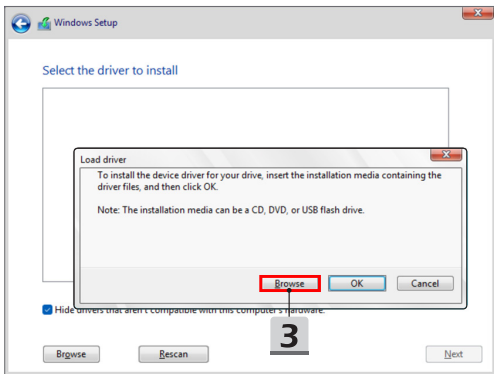 Windows Setup
Select the driver to install
Load driver
To install the device driver for your drive, insert the installation media containing the
driver files, and then click OK.
Note: The installation media can be a CD, DVD, or USB flash drive.
Browse OK Cancel
Hide drivers that aren't compatible with this computer's hardware.
3
Browse Rescan Next